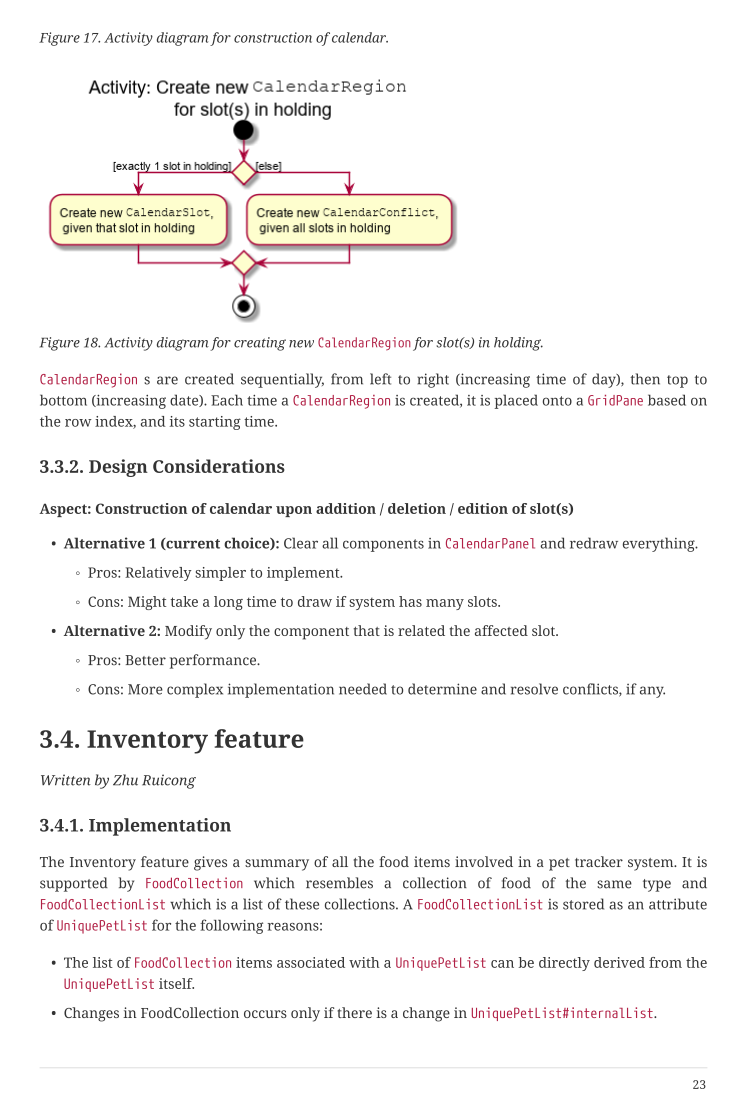 Figure 17. Activity diagram for construction of calendar.
Activity: Create new CalendarRegion
for slot(s) in holding
[exactly 1 slot in holding]
[else]
Create new CalendarSlot,
given that slot in holding
Create new CalendarConflict,
given all slots in holding
Figure 18. Activity diagram for creating new CalendarRegion for slot(s) in holding.
CalendarRegion s are created sequentially, from left to right (increasing time of day), then top to
bottom (increasing date). Each time a CalendarRegion is created, it is placed onto a GridPane based on
the row index, and its starting time.
3.3.2. Design Considerations
Aspect: Construction of calendar upon addition / deletion / edition of slot(s)
• Alternative 1 (current choice): Clear all components in CalendarPanel and redraw everything.
◦ Pros: Relatively simpler to implement.
◦ Cons: Might take a long time to draw if system has many slots.
• Alternative 2: Modify only the component that is related the affected slot.
◦ Pros: Better performance.
◦ Cons: More complex implementation needed to determine and resolve conflicts, if any.
3.4. Inventory feature
Written by Zhu Ruicong
3.4.1. Implementation
The Inventory feature gives a summary of all the food items involved in a pet tracker system. It is
supported by FoodCollection which resembles a collection of food of the same type and
FoodCollectionList which is a list of these collections. A FoodCollectionList is stored as an attribute
of UniquePetList for the following reasons:
• The list of FoodCollection items associated with a UniquePetList can be directly derived from the
UniquePetList itself.
• Changes in FoodCollection occurs only if there is a change in UniquePetList#internalList.
23